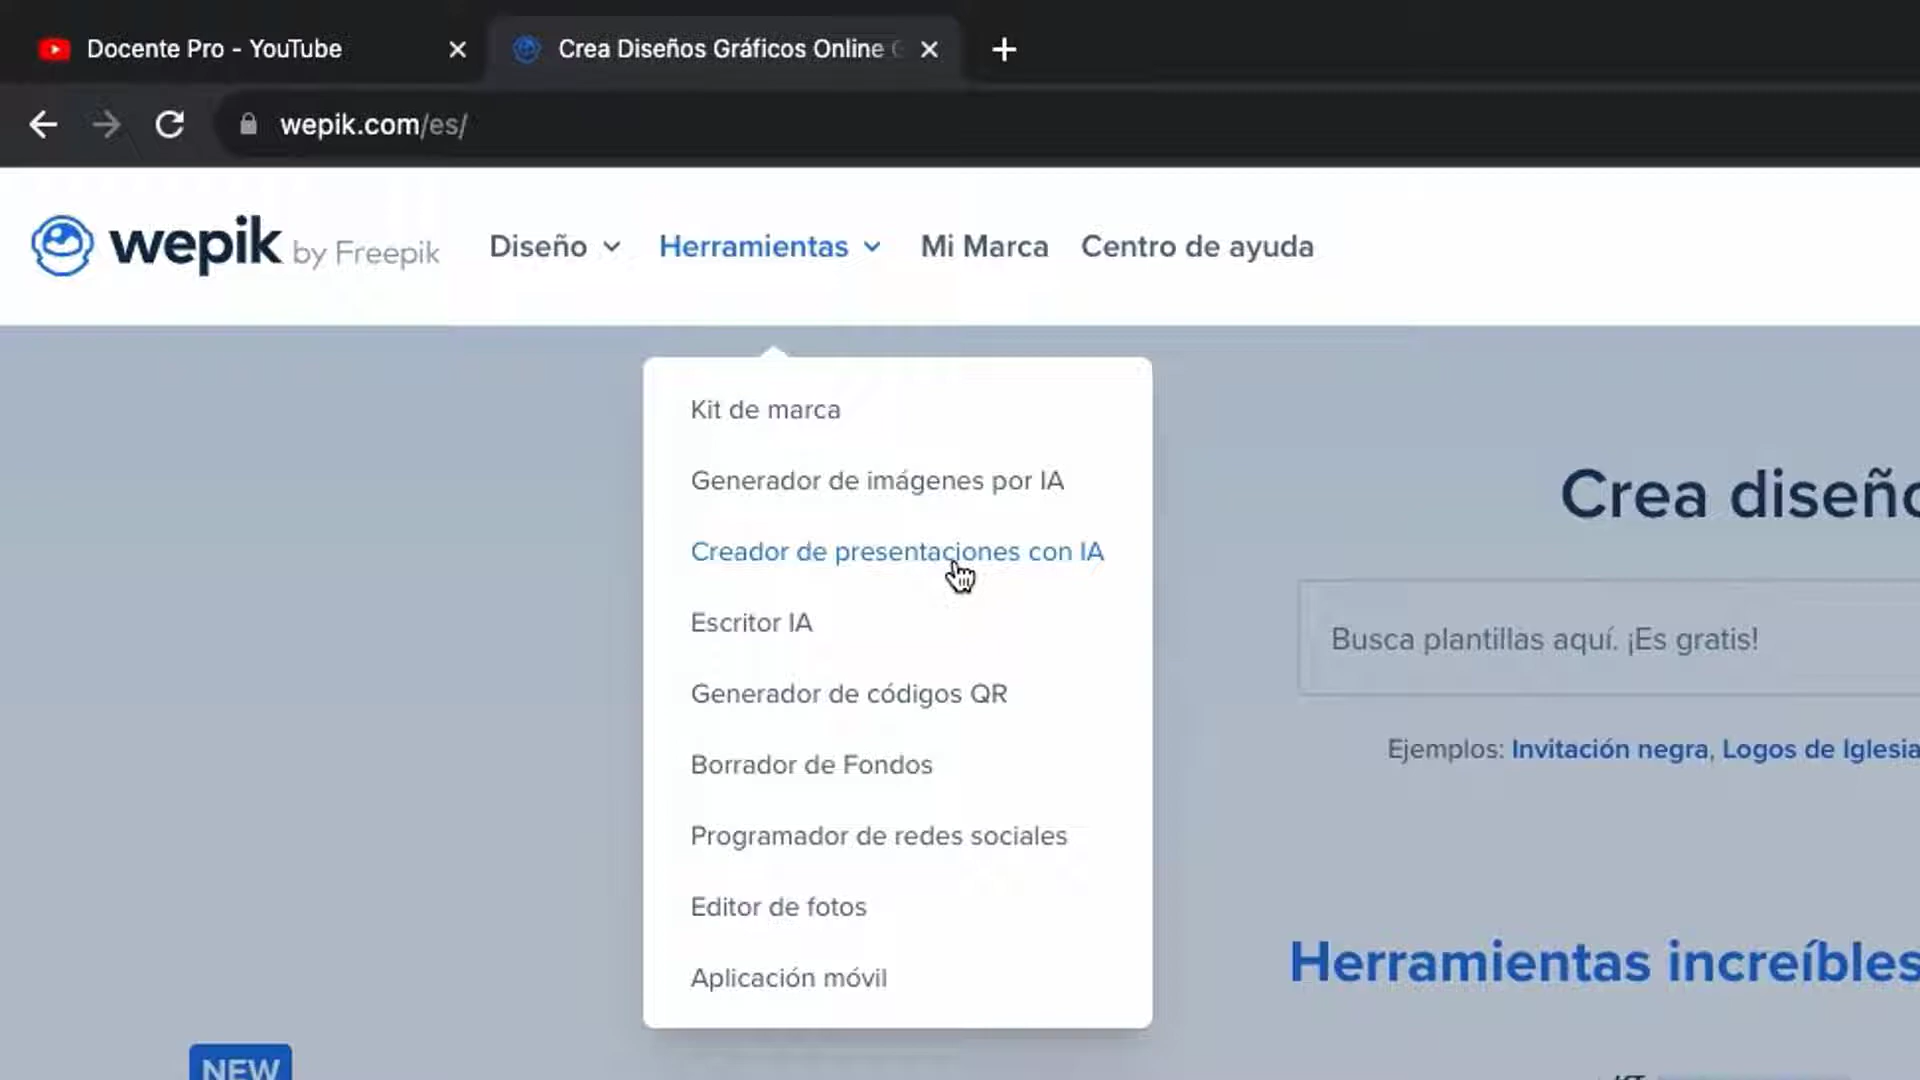 Docente Pro - YouTube
Crea Diseños Gráficos Online
wepik.com/es/
wepik by Freepik
Diseño
Herramientas
Mi Marca
Centro de ayuda
Kit de marca
Generador de imágenes por IA
Creador de presentaciones con IA
Escritor IA
Generador de códigos QR
Borrador de Fondos
Programador de redes sociales
Editor de fotos
Aplicación móvil
Crea diseño
Busca plantillas aquí. ¡Es gratis!
Ejemplos: Invitación negra, Logos de Iglesia
Herramientas increíbles
NEW